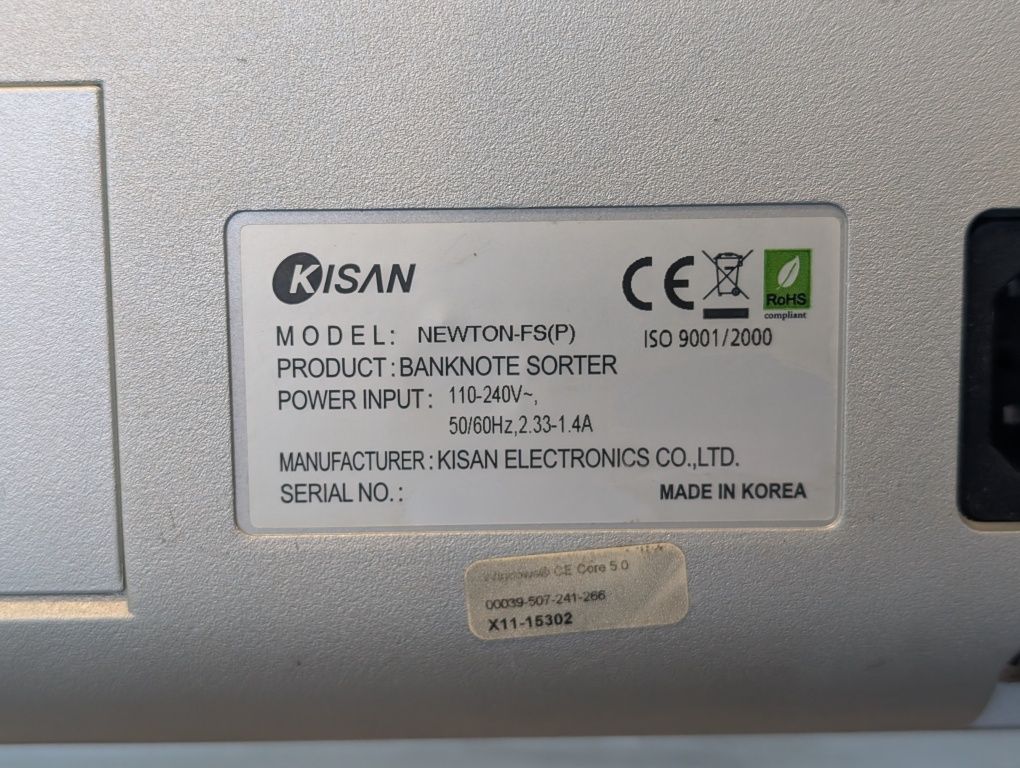 KISAN
CE
RoHS
compliant
MODEL: NEWTON-FS(P)
ISO 9001/2000
PRODUCT:BANKNOTE SORTER
POWER INPUT: 110-240V~,
50/60Hz,2.33-1.4A
MANUFACTURER:KISAN ELECTRONICS CO.,LTD.
SERIAL NO.:
MADE IN KOREA
Windows® CE Core 5.0
00039-507-241-266
X11-15302